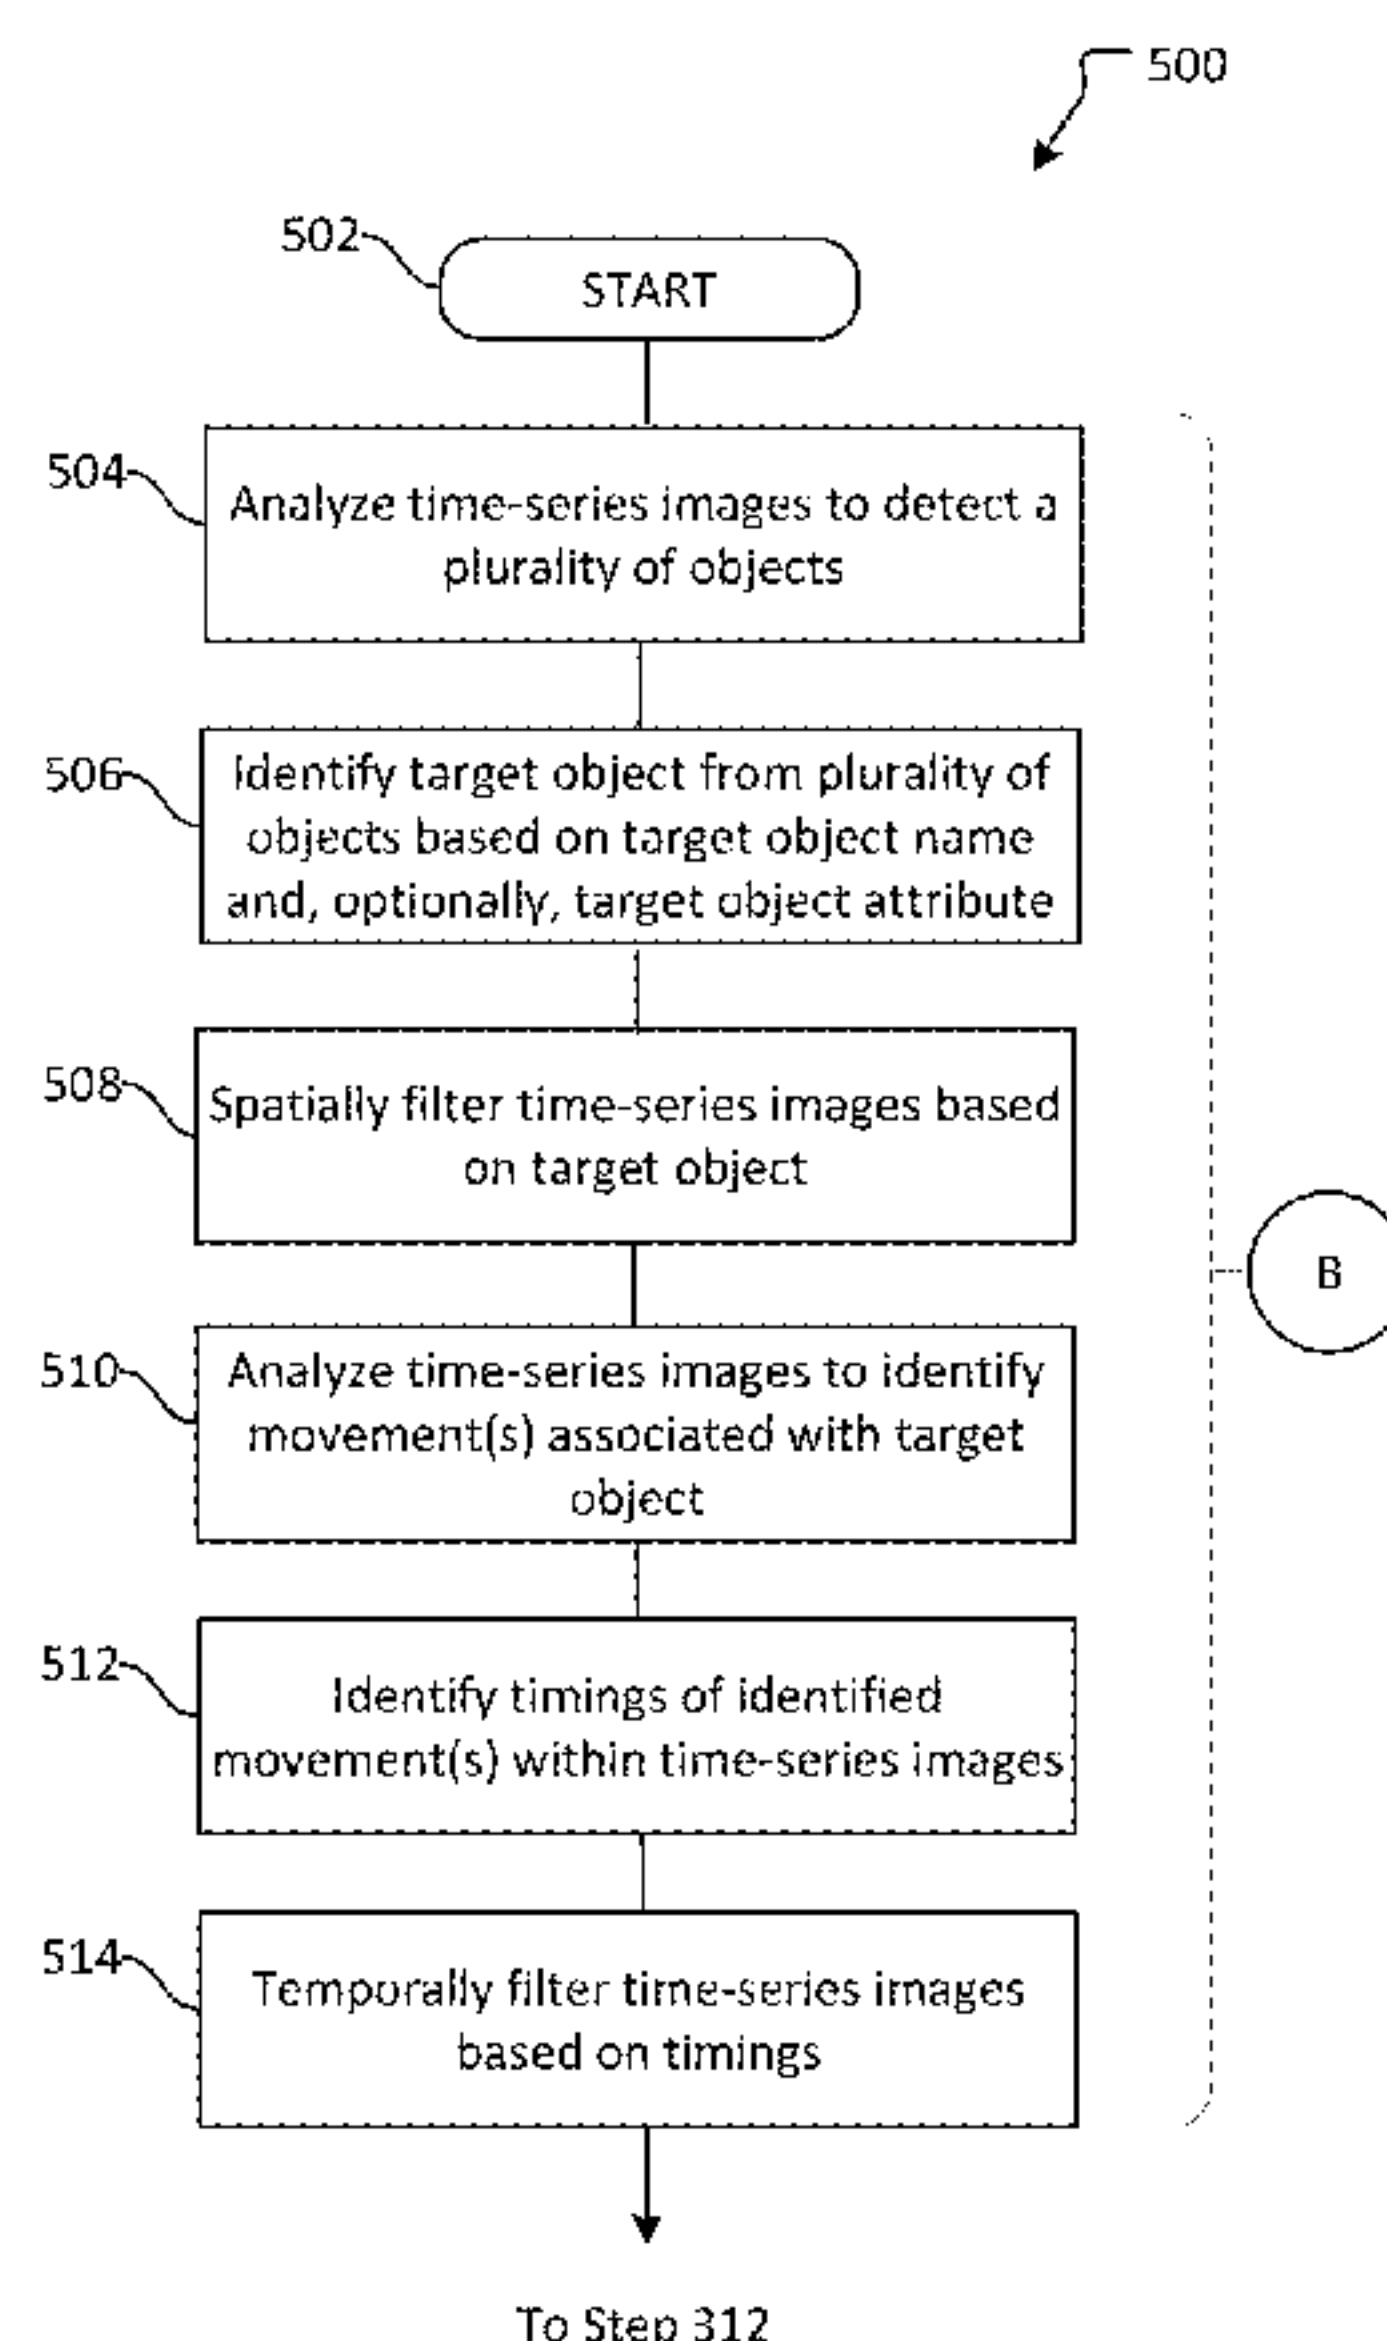 500
502
START
504
Analyze time-series images to detect a
plurality of objects
506
Identify target object from plurality of
objects based on target object name
and, optionally, target object attribute
508
Spatially filter time-series images based
on target object
B
510
Analyze time-series images to identify
movement(s) associated with target
object
512
Identify timings of identified
movement(s) within time-series images
514
Temporally filter time-series images
based on timings
To Step 312